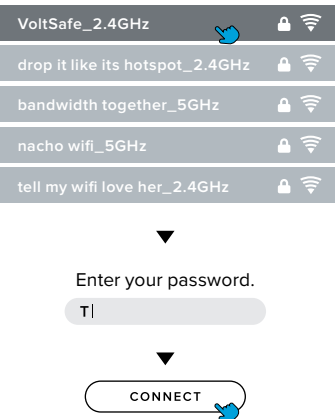 VoltSafe_2.4GHz
drop it like its hotspot_2.4GHz
bandwidth together_5GHz
nacho wifi_5GHz
tell my wifi love her_2.4GHz
Enter your password.
T
CONNECT